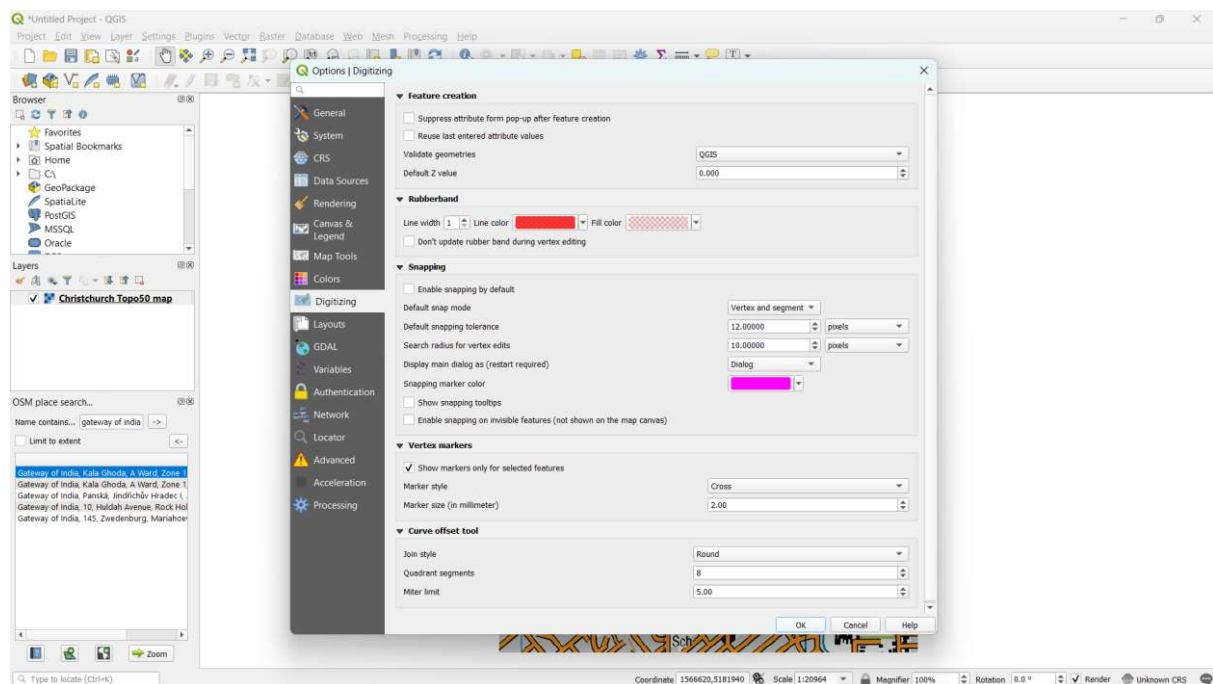 *Untitled Project - QGIS
Project Edit View Layer Settings Plugins Vector Raster Database Web Mesh Processing Help
Browser
Favorites
Spatial Bookmarks
Home
C:\
GeoPackage
SpatiaLite
PostGIS
MSSQL
Oracle
Layers
Christchurch Topo50 map
OSM place search...
Name contains... gateway of india ->
Limit to extent <-
Gateway of India, Kala Ghoda, A Ward, Zone 1
Gateway of India, Kala Ghoda, A Ward, Zone 1
Gateway of India, Panská, Jindřichův Hradec I,
Gateway of India, 10, Huldah Avenue, Rock Hol
Gateway of India, 145, Zwedenburg, Mariahoe
Zoom
Options | Digitizing
General
System
CRS
Data Sources
Rendering
Canvas &
Legend
Map Tools
Colors
Digitizing
Layouts
GDAL
Variables
Authentication
Network
Locator
Advanced
Acceleration
Processing
Feature creation
Suppress attribute form pop-up after feature creation
Reuse last entered attribute values
Validate geometries QGIS
Default Z value 0.000
Rubberband
Line width 1 Line color Fill color
Don't update rubber band during vertex editing
Snapping
Enable snapping by default
Default snap mode Vertex and segment
Default snapping tolerance 12.00000 pixels
Search radius for vertex edits 10.00000 pixels
Display main dialog as (restart required) Dialog
Snapping marker color
Show snapping tooltips
Enable snapping on invisible features (not shown on the map canvas)
Vertex markers
Show markers only for selected features
Marker style Cross
Marker size (in millimeter) 2.00
Curve offset tool
Join style Round
Quadrant segments 8
Miter limit 5.00
OK Cancel Help
Sch
Type to locate (Ctrl+K) Coordinate 1566620,5181940 Scale 1:20964 Magnifier 100% Rotation 0.0 ° Render Unknown CRS